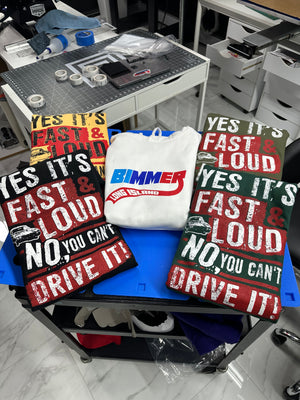 YES IT'S
FAST &
LOUD
YES IT'S
FAST &
LOUD
BIMMER
LONG ISLAND
YES IT'S
FAST &
LOUD
NO, YOU CAN'T
DRIVE IT!
YES IT'S
FAST &
LOUD
NO, YOU CAN'T
DRIVE IT!